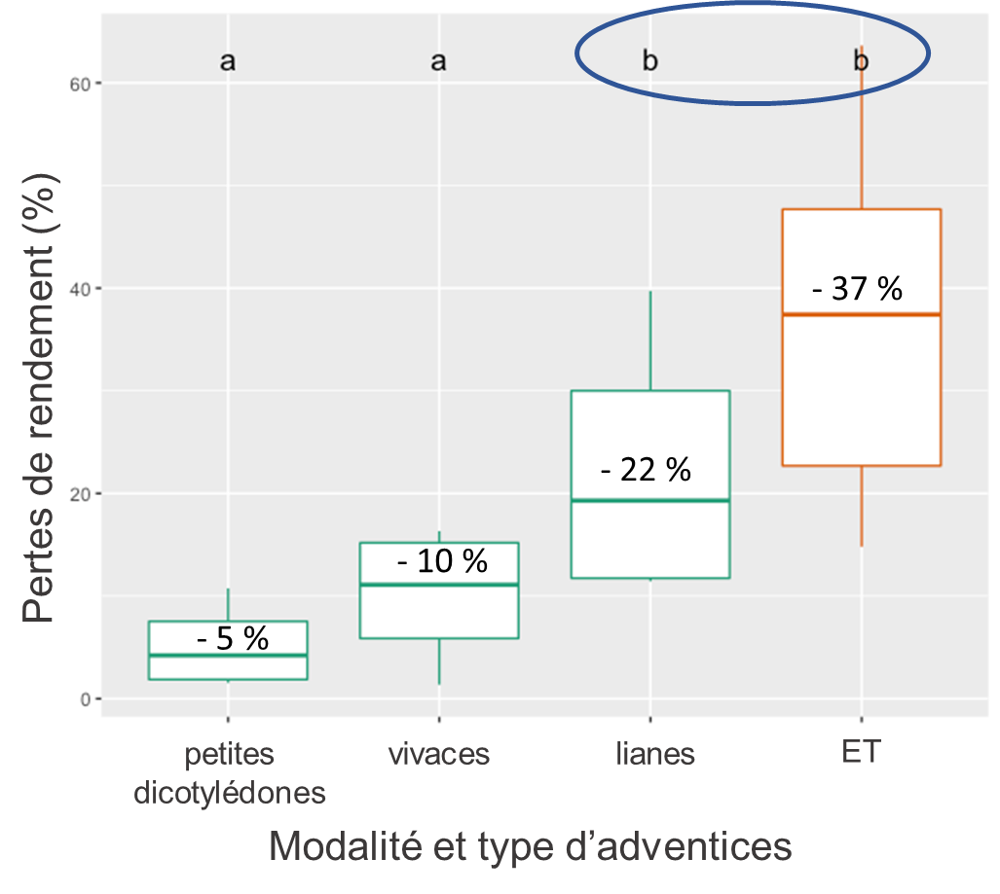 a a b b
60
40
20
0
- 37 %
- 22 %
- 10 %
- 5 %
Pertes de rendement (%)
petites dicotylédones
vivaces
lianes
ET
Modalité et type d’adventices